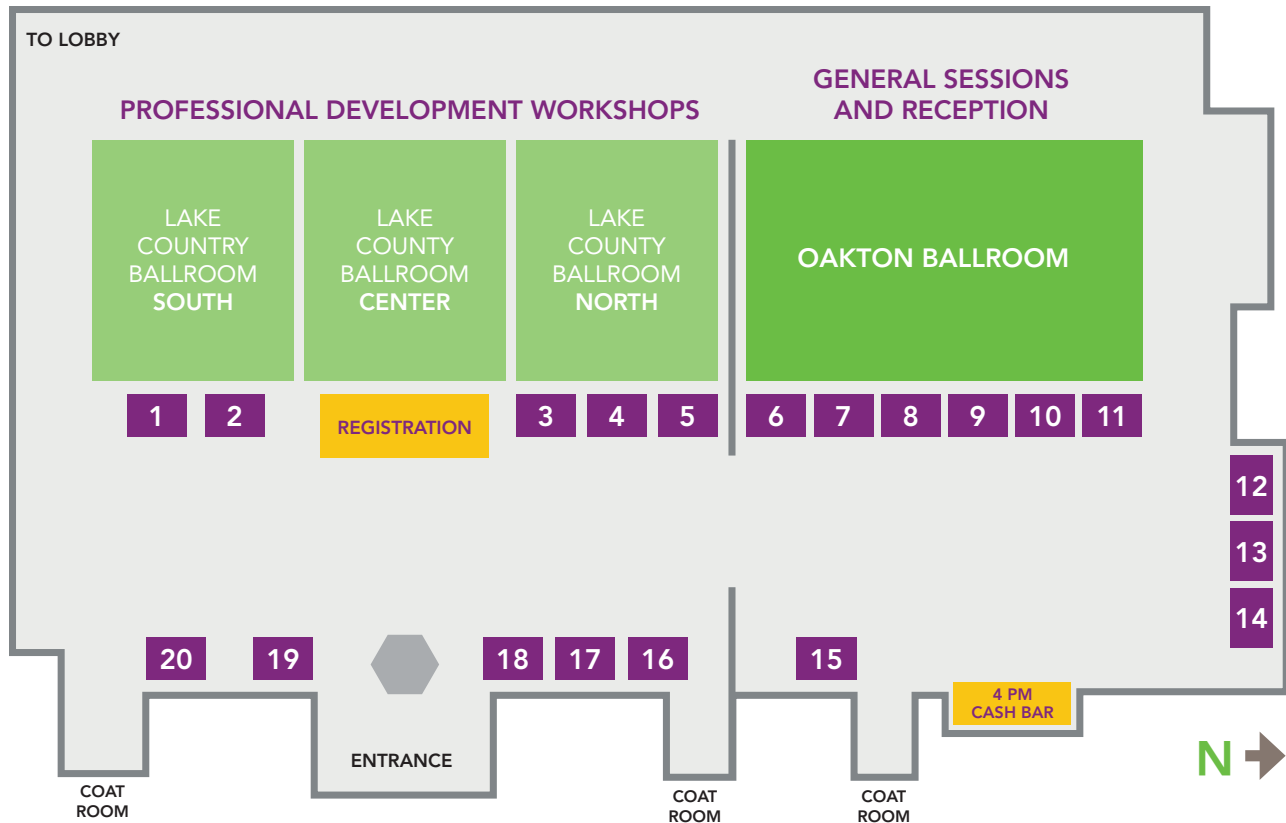 TO LOBBY
PROFESSIONAL DEVELOPMENT WORKSHOPS
GENERAL SESSIONS
AND RECEPTION
LAKE
COUNTRY
BALLROOM
SOUTH
LAKE
COUNTY
BALLROOM
CENTER
LAKE
COUNTY
BALLROOM
NORTH
OAKTON BALLROOM
1
2
REGISTRATION
3
4
5
6
7
8
9
10
11
12
13
14
20
19
18
17
16
15
4 PM
CASH BAR
ENTRANCE
N
COAT
ROOM
COAT
ROOM
COAT
ROOM